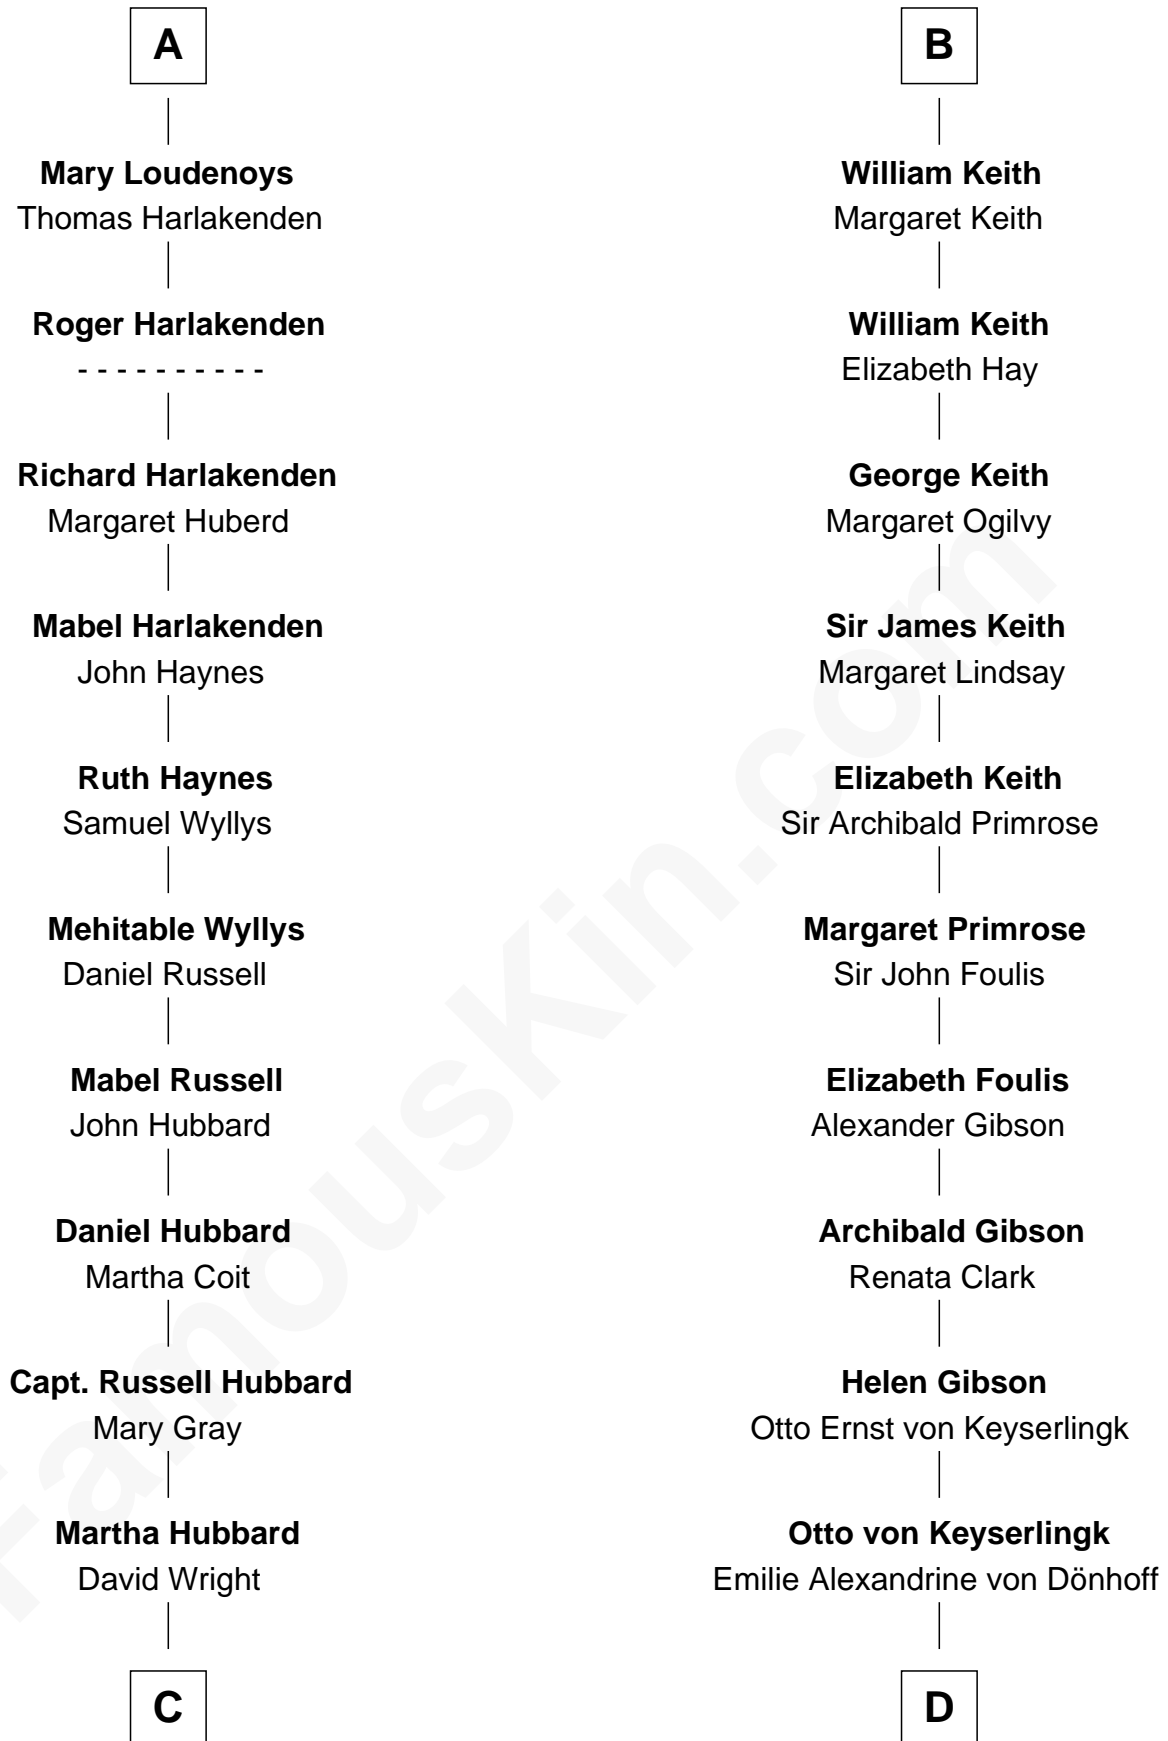 A
Mary Loudenoys
Thomas Harlakenden
Roger Harlakenden
- - - - - - - - - -
Richard Harlakenden
Margaret Huberd
Mabel Harlakenden
John Haynes
Ruth Haynes
Samuel Wyllys
Mehitable Wyllys
Daniel Russell
Mabel Russell
John Hubbard
Daniel Hubbard
Martha Coit
Capt. Russell Hubbard
Mary Gray
Martha Hubbard
David Wright
C
B
William Keith
Margaret Keith
William Keith
Elizabeth Hay
George Keith
Margaret Ogilvy
Sir James Keith
Margaret Lindsay
Elizabeth Keith
Sir Archibald Primrose
Margaret Primrose
Sir John Foulis
Elizabeth Foulis
Alexander Gibson
Archibald Gibson
Renata Clark
Helen Gibson
Otto Ernst von Keyserlingk
Otto von Keyserlingk
Emilie Alexandrine von Dönhoff
D
FamousKin.com